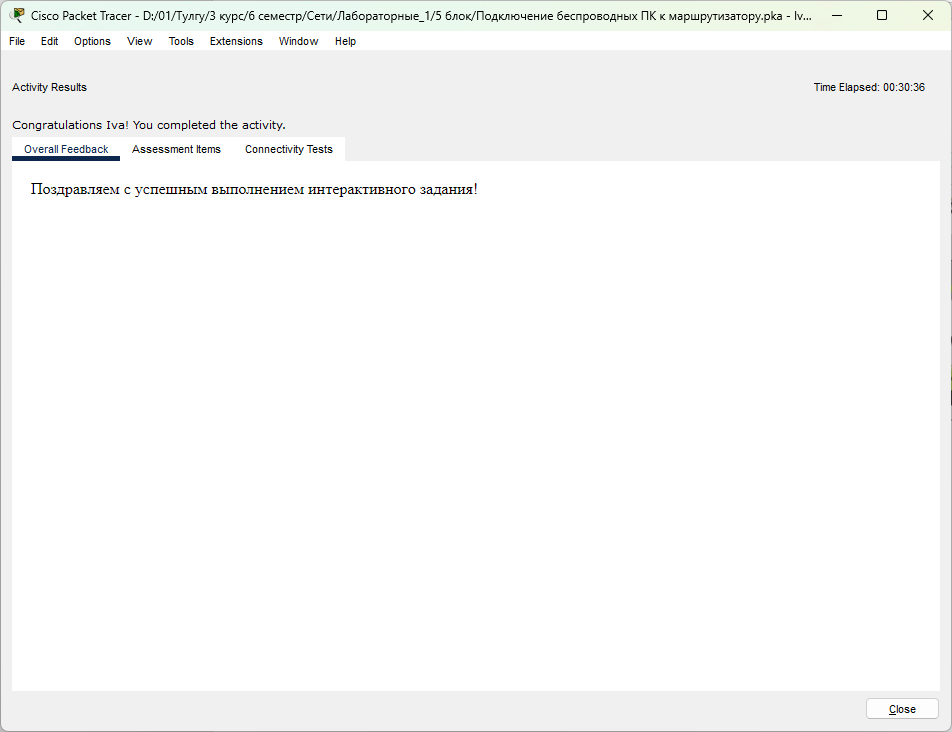 Cisco Packet Tracer - D:/01/Тулгу/3 курс/6 семестр/Сети/Лабораторные_1/5 блок/Подключение беспроводных ПК к маршрутизатору.pka - Iv...
File Edit Options View Tools Extensions Window Help
Activity Results Time Elapsed: 00:30:36
Congratulations Iva! You completed the activity.
Overall Feedback Assessment Items Connectivity Tests
Поздравляем с успешным выполнением интерактивного задания!
Close